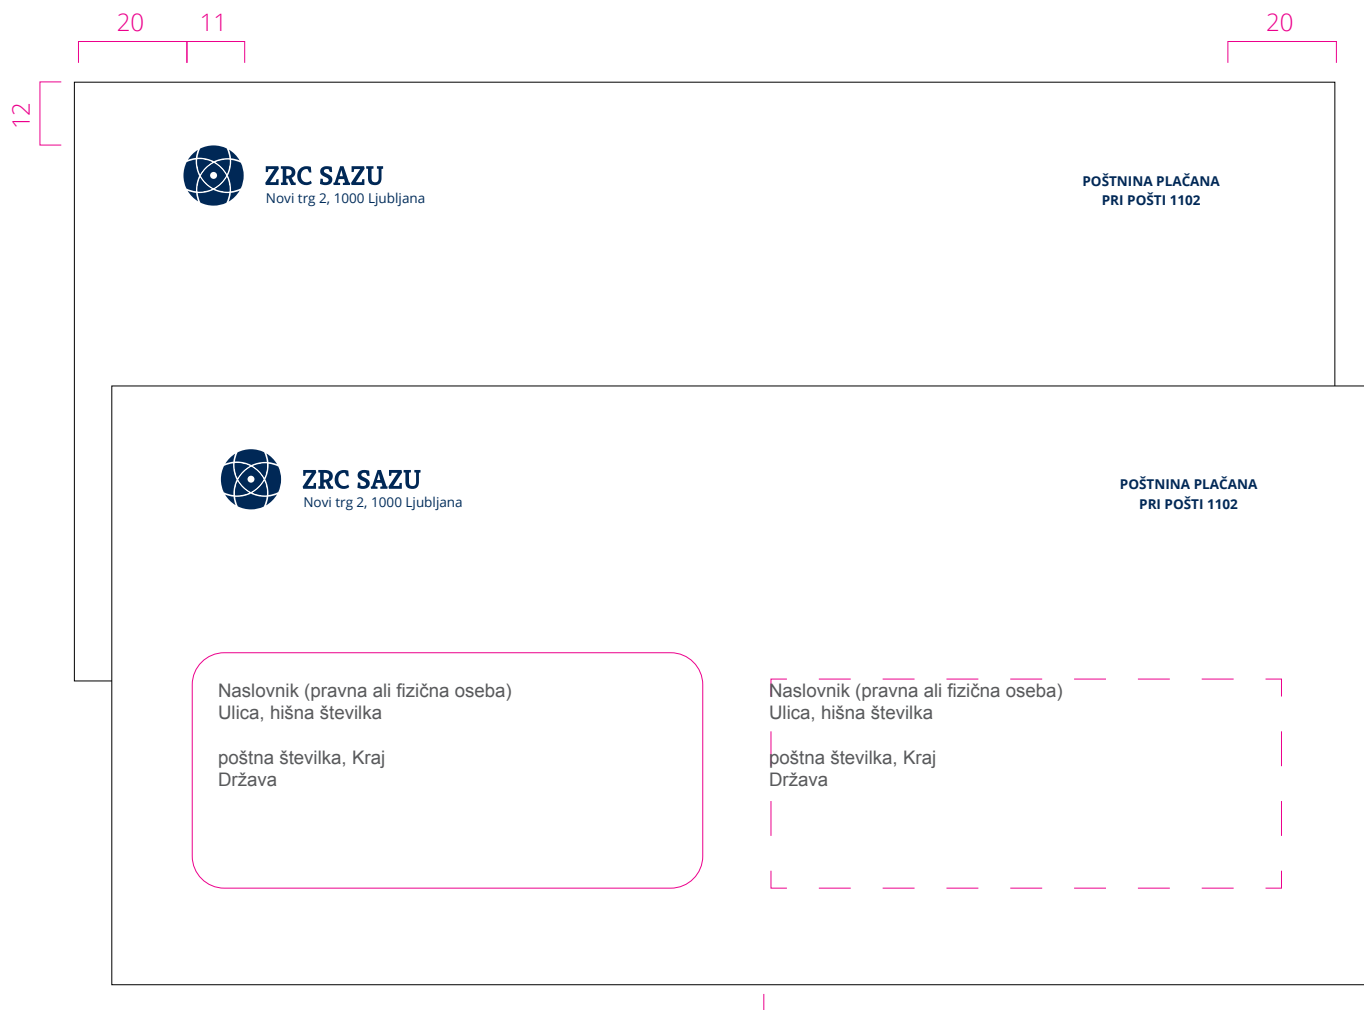 20 11 20
12
ZRC SAZU
Novi trg 2, 1000 Ljubljana
POŠTNINA PLAČANA
PRI POŠTI 1102
ZRC SAZU
Novi trg 2, 1000 Ljubljana
POŠTNINA PLAČANA
PRI POŠTI 1102
Naslovnik (pravna ali fizična oseba)
Ulica, hišna številka
poštna številka, Kraj
Država
Naslovnik (pravna ali fizična oseba)
Ulica, hišna številka
poštna številka, Kraj
Država